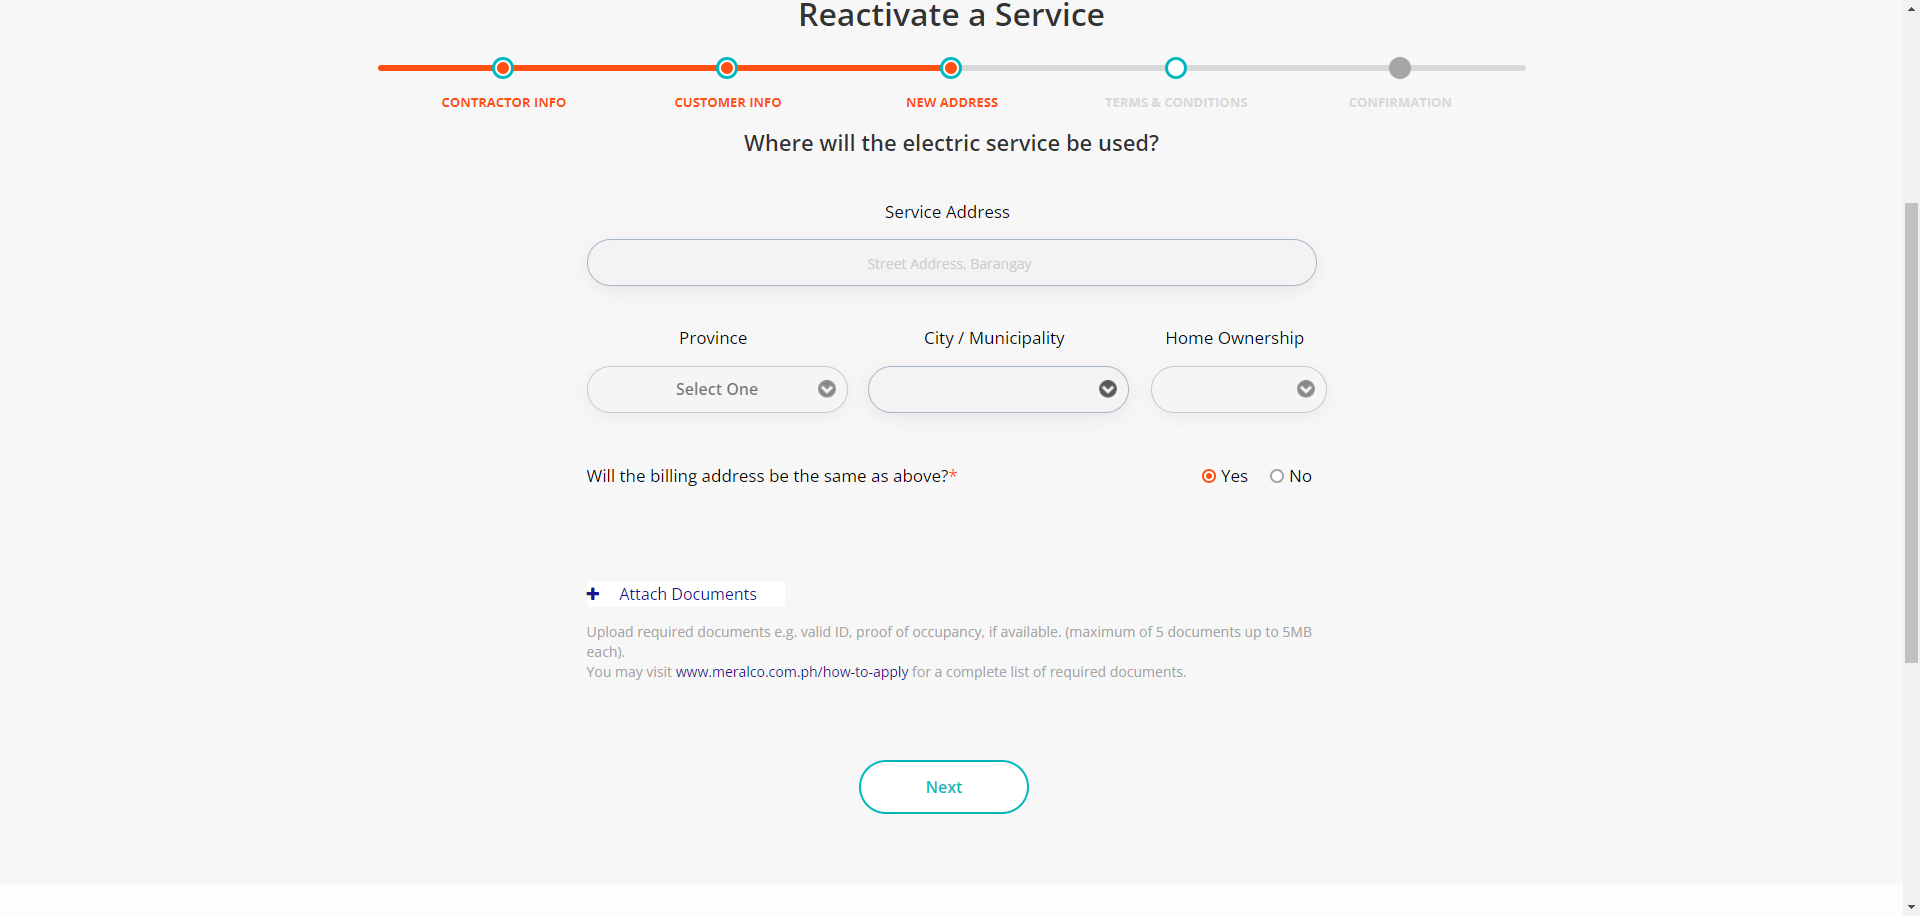 Reactivate a Service
CONTRACTOR INFO
CUSTOMER INFO
NEW ADDRESS
TERMS & CONDITIONS
CONFIRMATION
Where will the electric service be used?
Service Address
Street Address, Barangay
Province
City / Municipality
Home Ownership
Select One
Will the billing address be the same as above?*
Yes
No
Attach Documents
Upload required documents e.g. valid ID, proof of occupancy, if available. (maximum of 5 documents up to 5MB
each).
You may visit www.meralco.com.ph/how-to-apply for a complete list of required documents.
Next